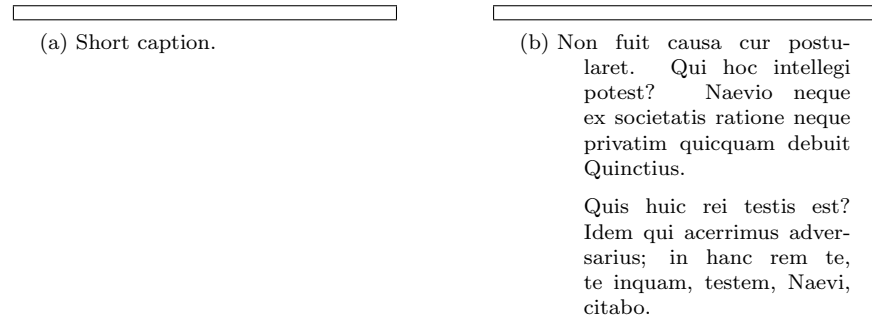 (a) Short caption.
(b) Non fuit causa cur postu-
laret. Qui hoc intellegi
potest? Naevio neque
ex societatis ratione neque
privatim quicquam debuit
Quinctius.
Quis huic rei testis est?
Idem qui acerrimus adver-
sarius; in hanc rem te,
te inquam, testem, Naevi,
citabo.